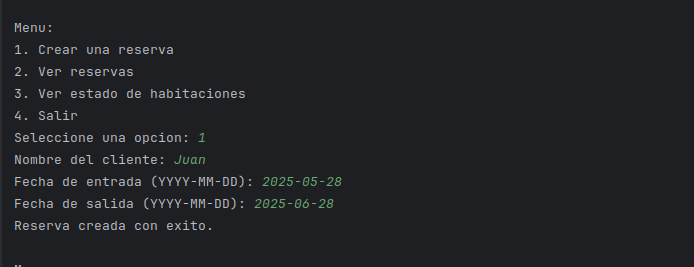 Menu:
1. Crear una reserva
2. Ver reservas
3. Ver estado de habitaciones
4. Salir
Seleccione una opcion: 1
Nombre del cliente: Juan
Fecha de entrada (YYYY-MM-DD): 2025-05-28
Fecha de salida (YYYY-MM-DD): 2025-06-28
Reserva creada con exito.